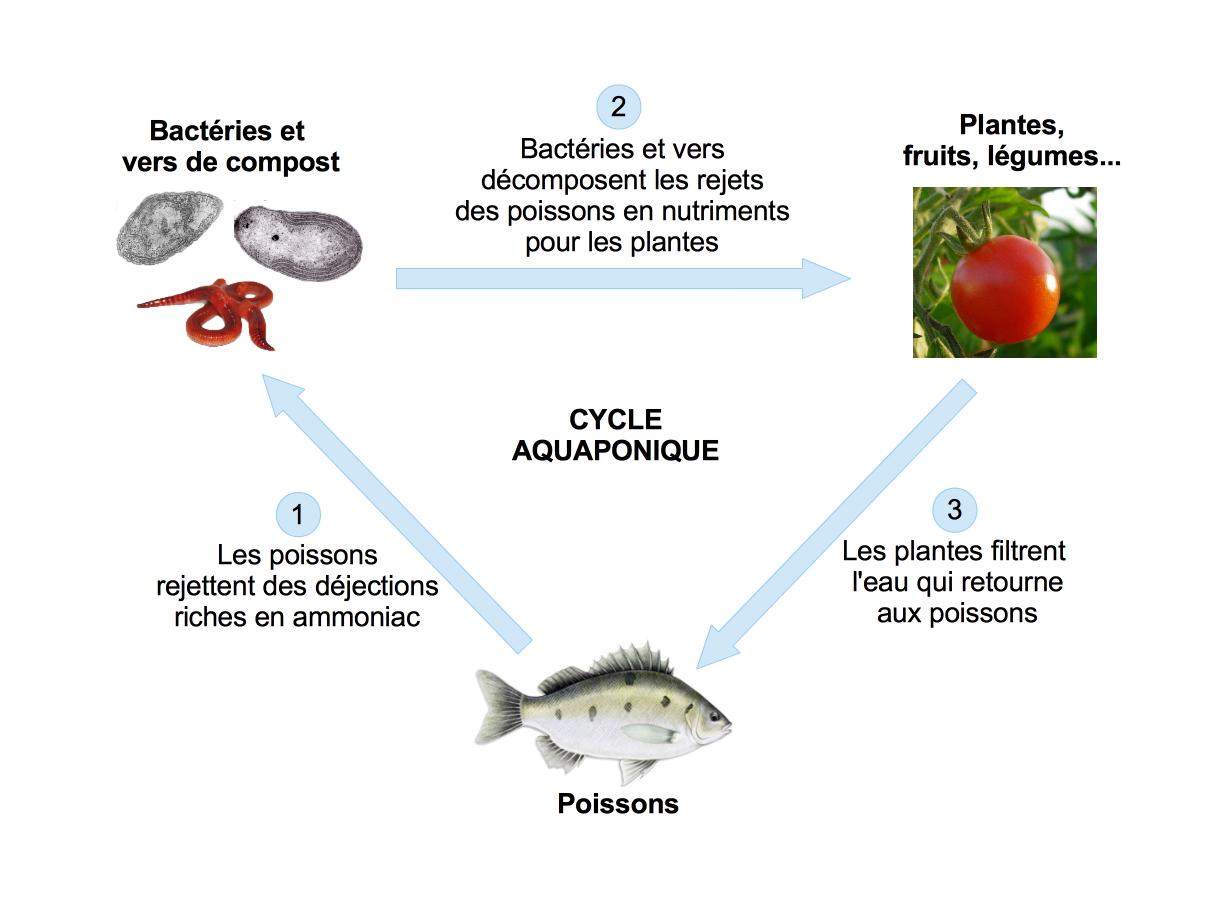 Bactéries et
vers de compost
2
Bactéries et vers
décomposent les rejets
des poissons en nutriments
pour les plantes
Plantes,
fruits, légumes...
CYCLE
AQUAPONIQUE
1
Les poissons
rejettent des déjections
riches en ammoniac
3
Les plantes filtrent
l'eau qui retourne
aux poissons
Poissons